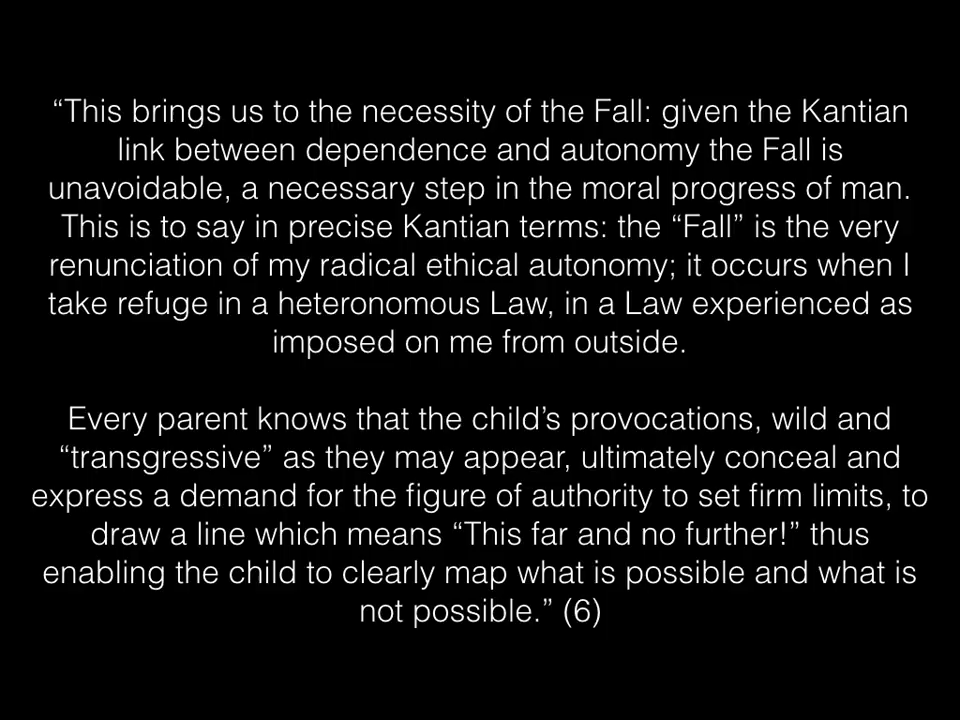 “This brings us to the necessity of the Fall: given the Kantian
link between dependence and autonomy the Fall is
unavoidable, a necessary step in the moral progress of man.
This is to say in precise Kantian terms: the “Fall” is the very
renunciation of my radical ethical autonomy; it occurs when I
take refuge in a heteronomous Law, in a Law experienced as
imposed on me from outside.
Every parent knows that the child’s provocations, wild and
“transgressive” as they may appear, ultimately conceal and
express a demand for the figure of authority to set firm limits, to
draw a line which means “This far and no further!” thus
enabling the child to clearly map what is possible and what is
not possible.” (6)